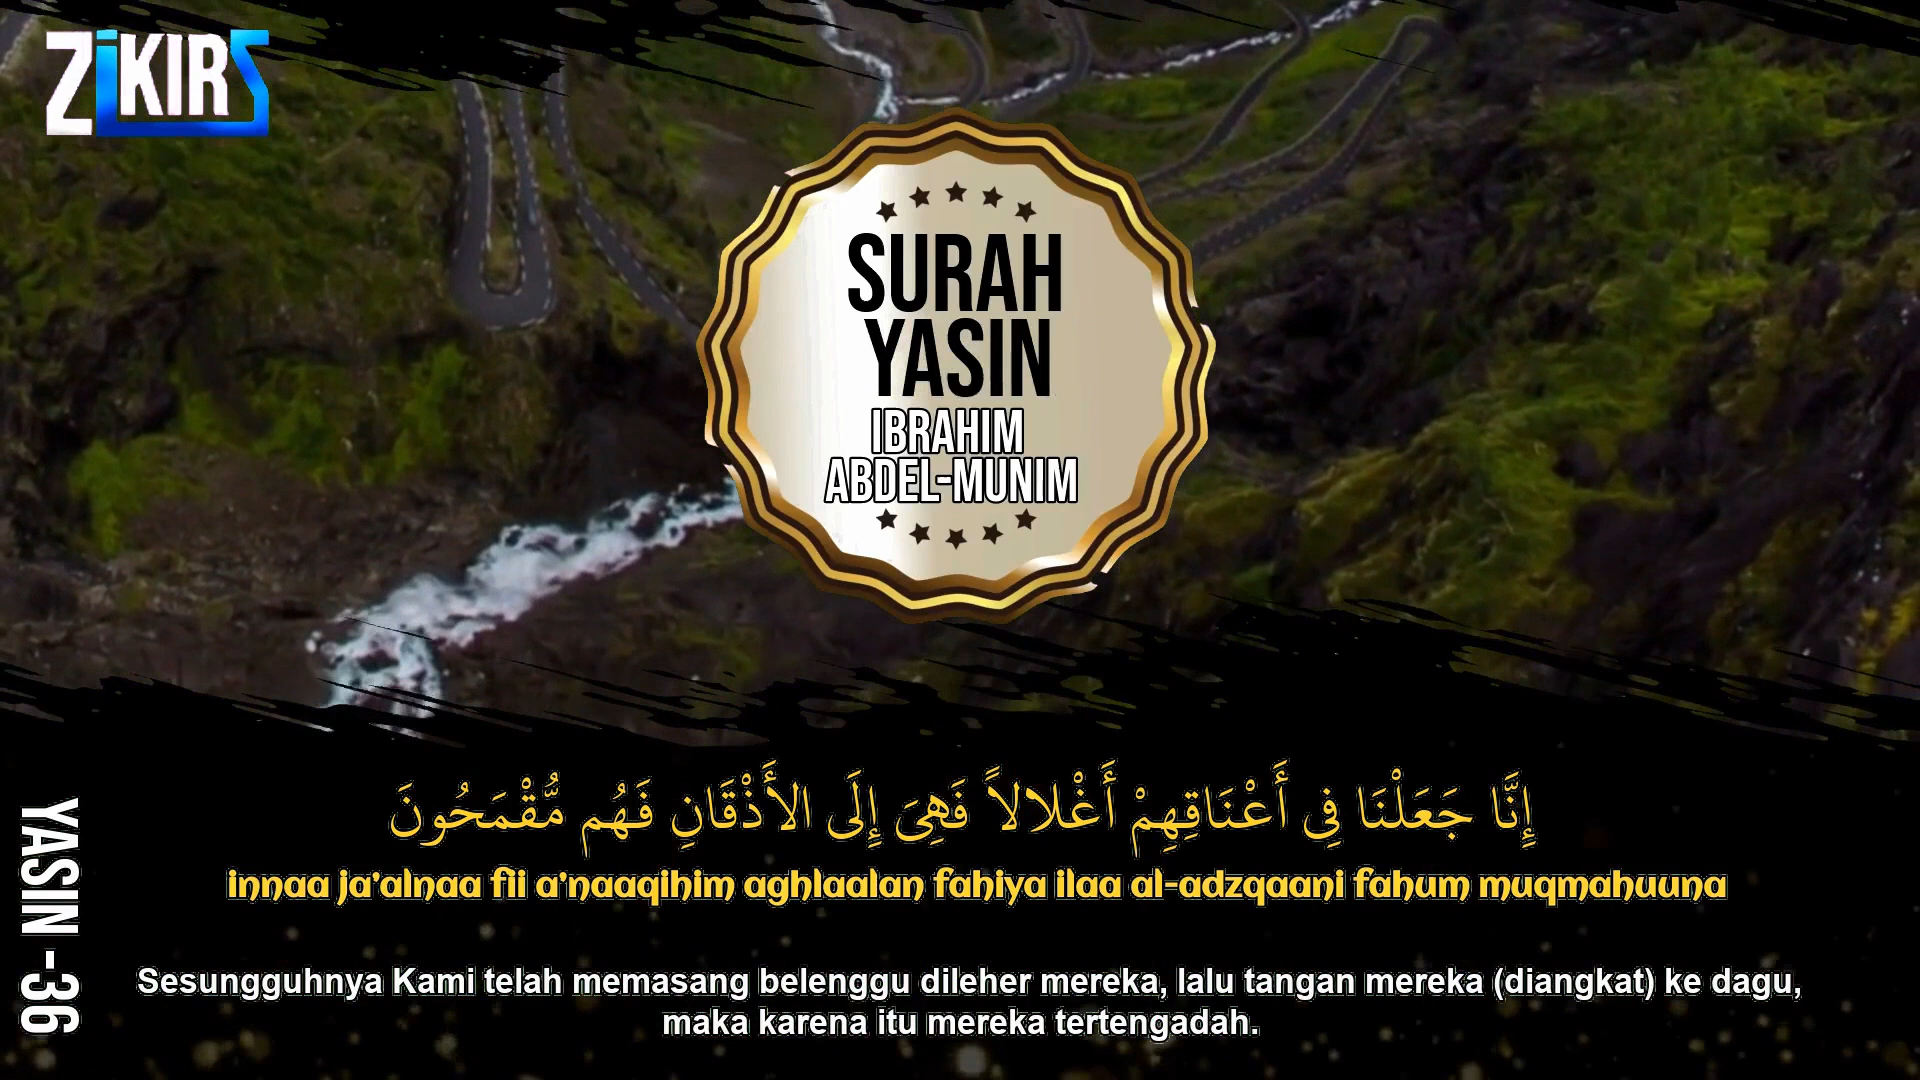 ZiKIRS
SURAH
YASIN
IBRAHIM
ABDEL-MUNIM
إِنَّا جَعَلْنَا فِى أَعْنَاقِهِمْ أَغْلالاً فَهِىَ إِلَى الأَذْقَانِ فَهُم مُّقْمَحُونَ
innaa ja'alnaa fii a'naaqihim aghlaalan fahiya ilaa al-adzqaani fahum muqmahuuna
Sesungguhnya Kami telah memasang belenggu dileher mereka, lalu tangan mereka (diangkat) ke dagu,
maka karena itu mereka tertengadah.
YASIN -36